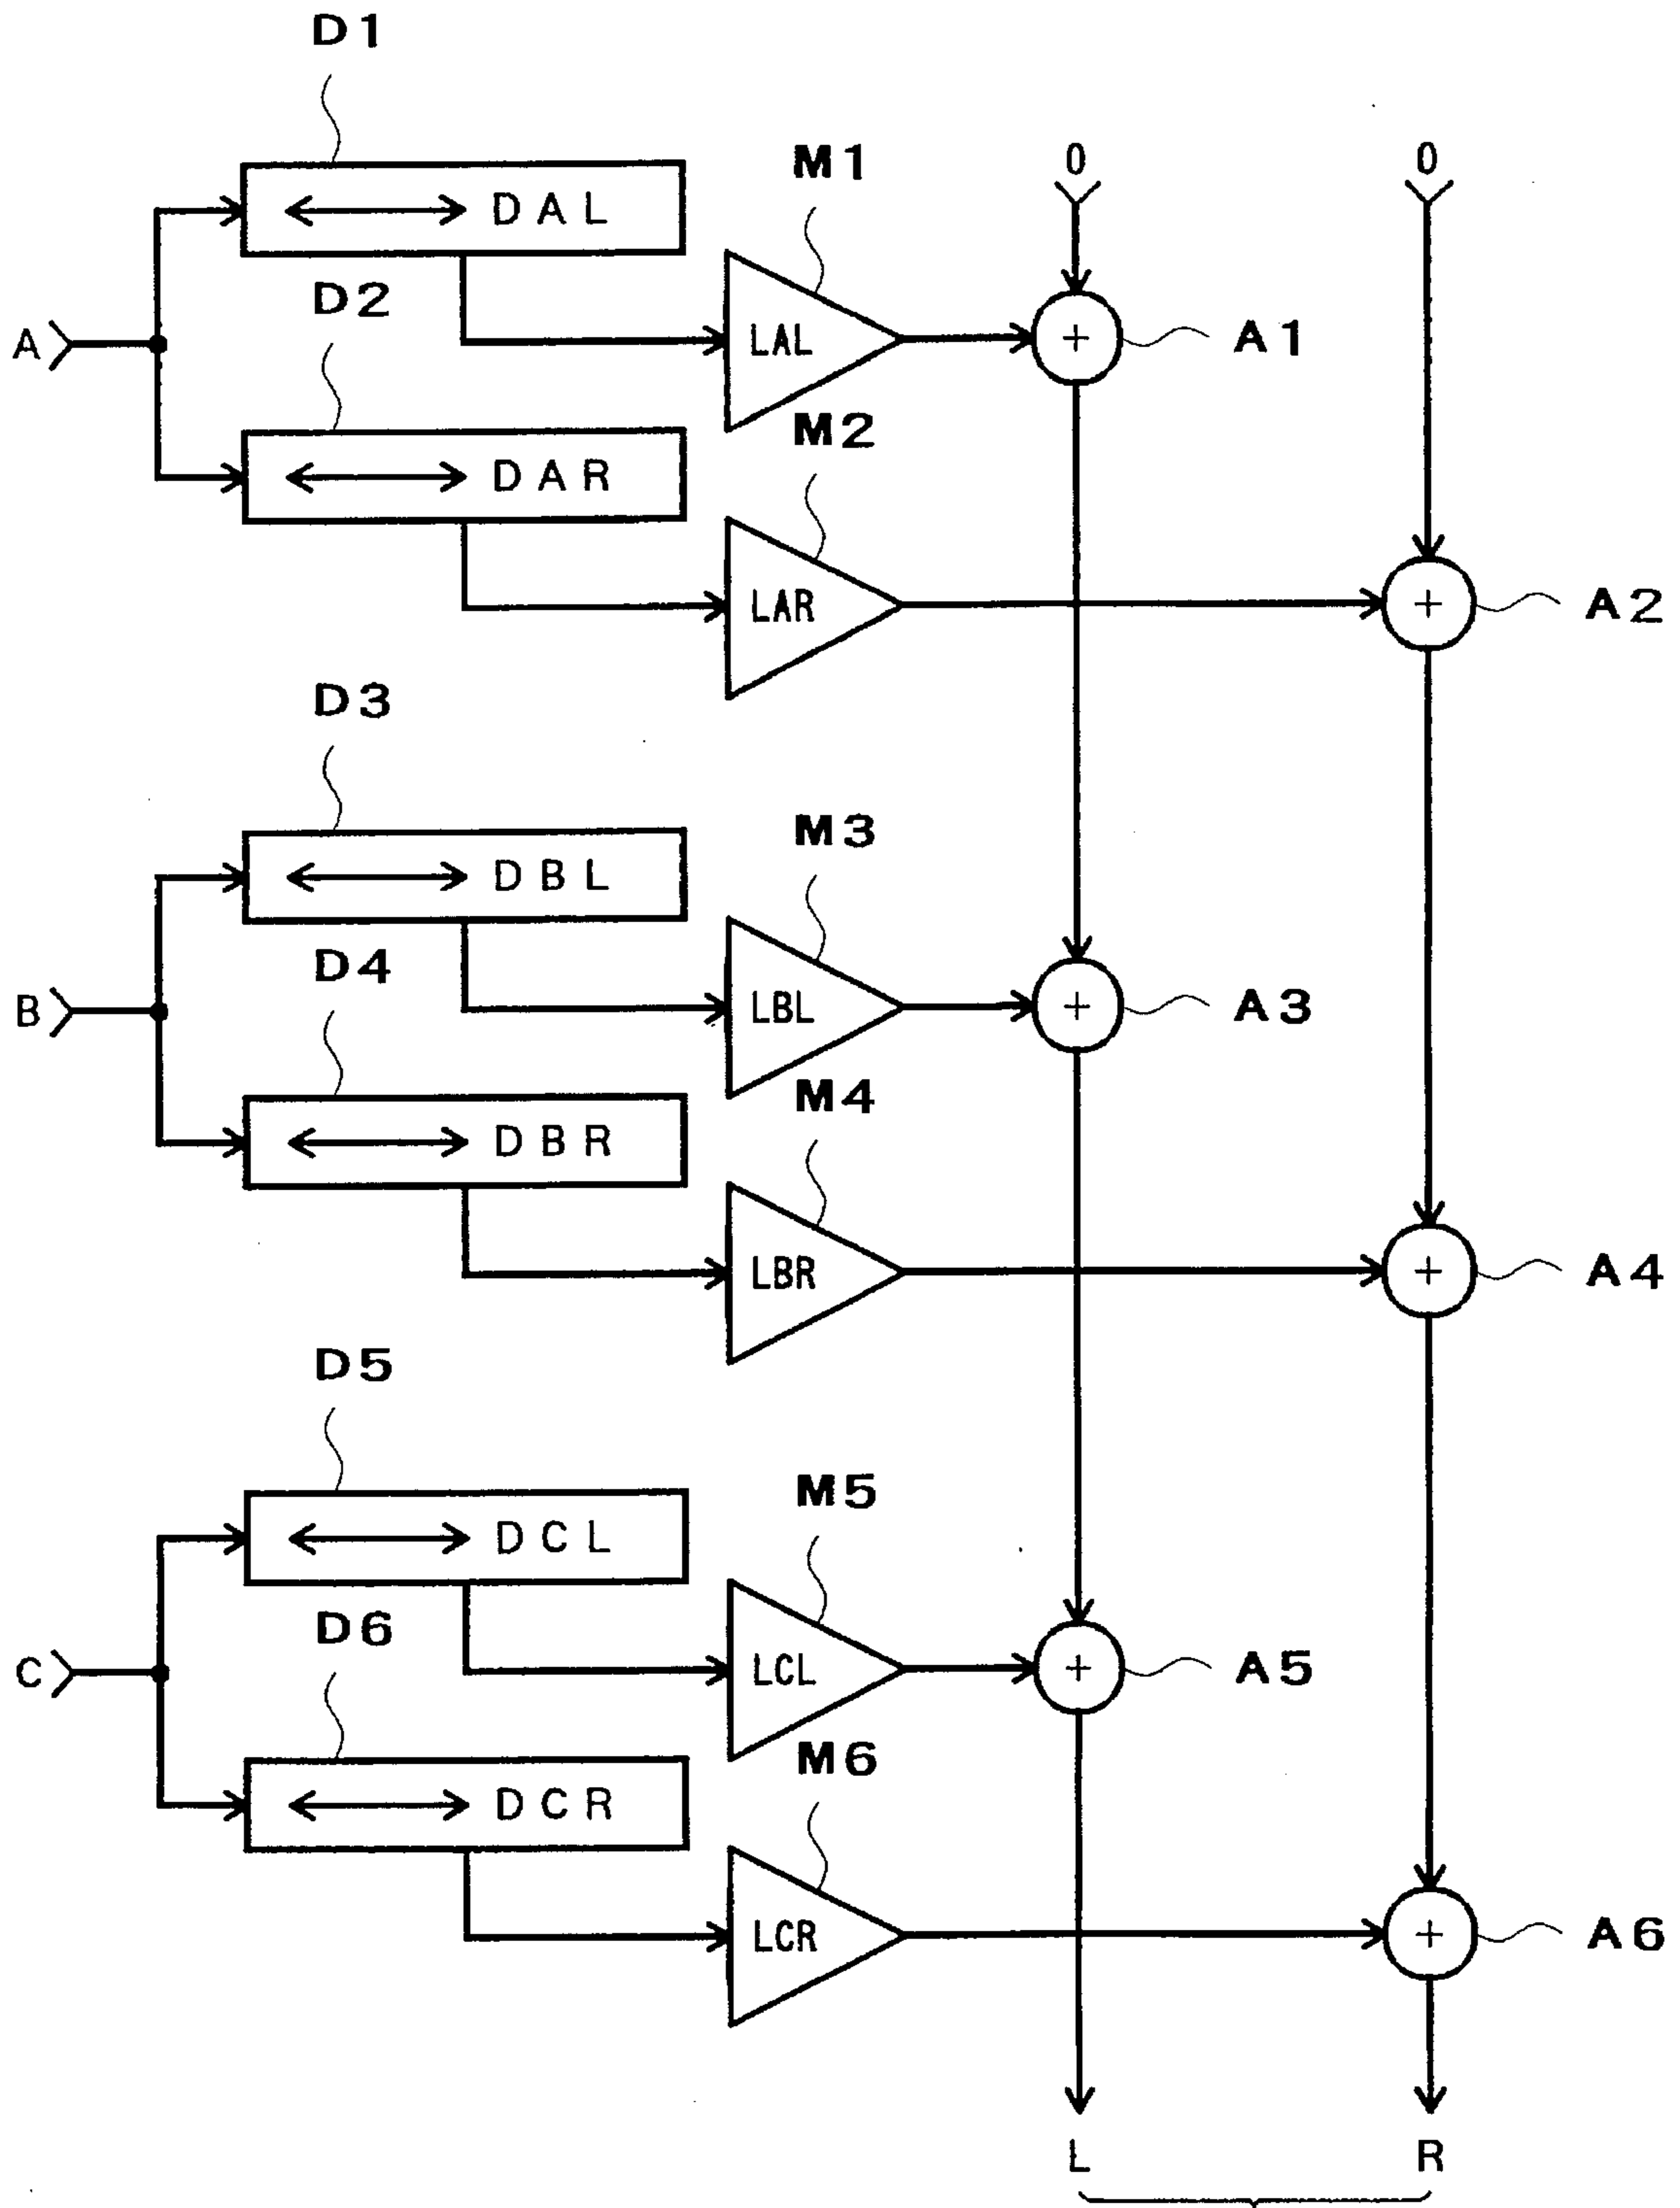 D1
M1
0
0
DAL
D2
A
LAL
+
A1
M2
DAR
LAR
+
A2
D3
M3
DBL
D4
B
LBL
+
A3
M4
DBR
LBR
+
A4
D5
M5
DCL
D6
C
LCL
+
A5
M6
DCR
LCR
+
A6
L
R